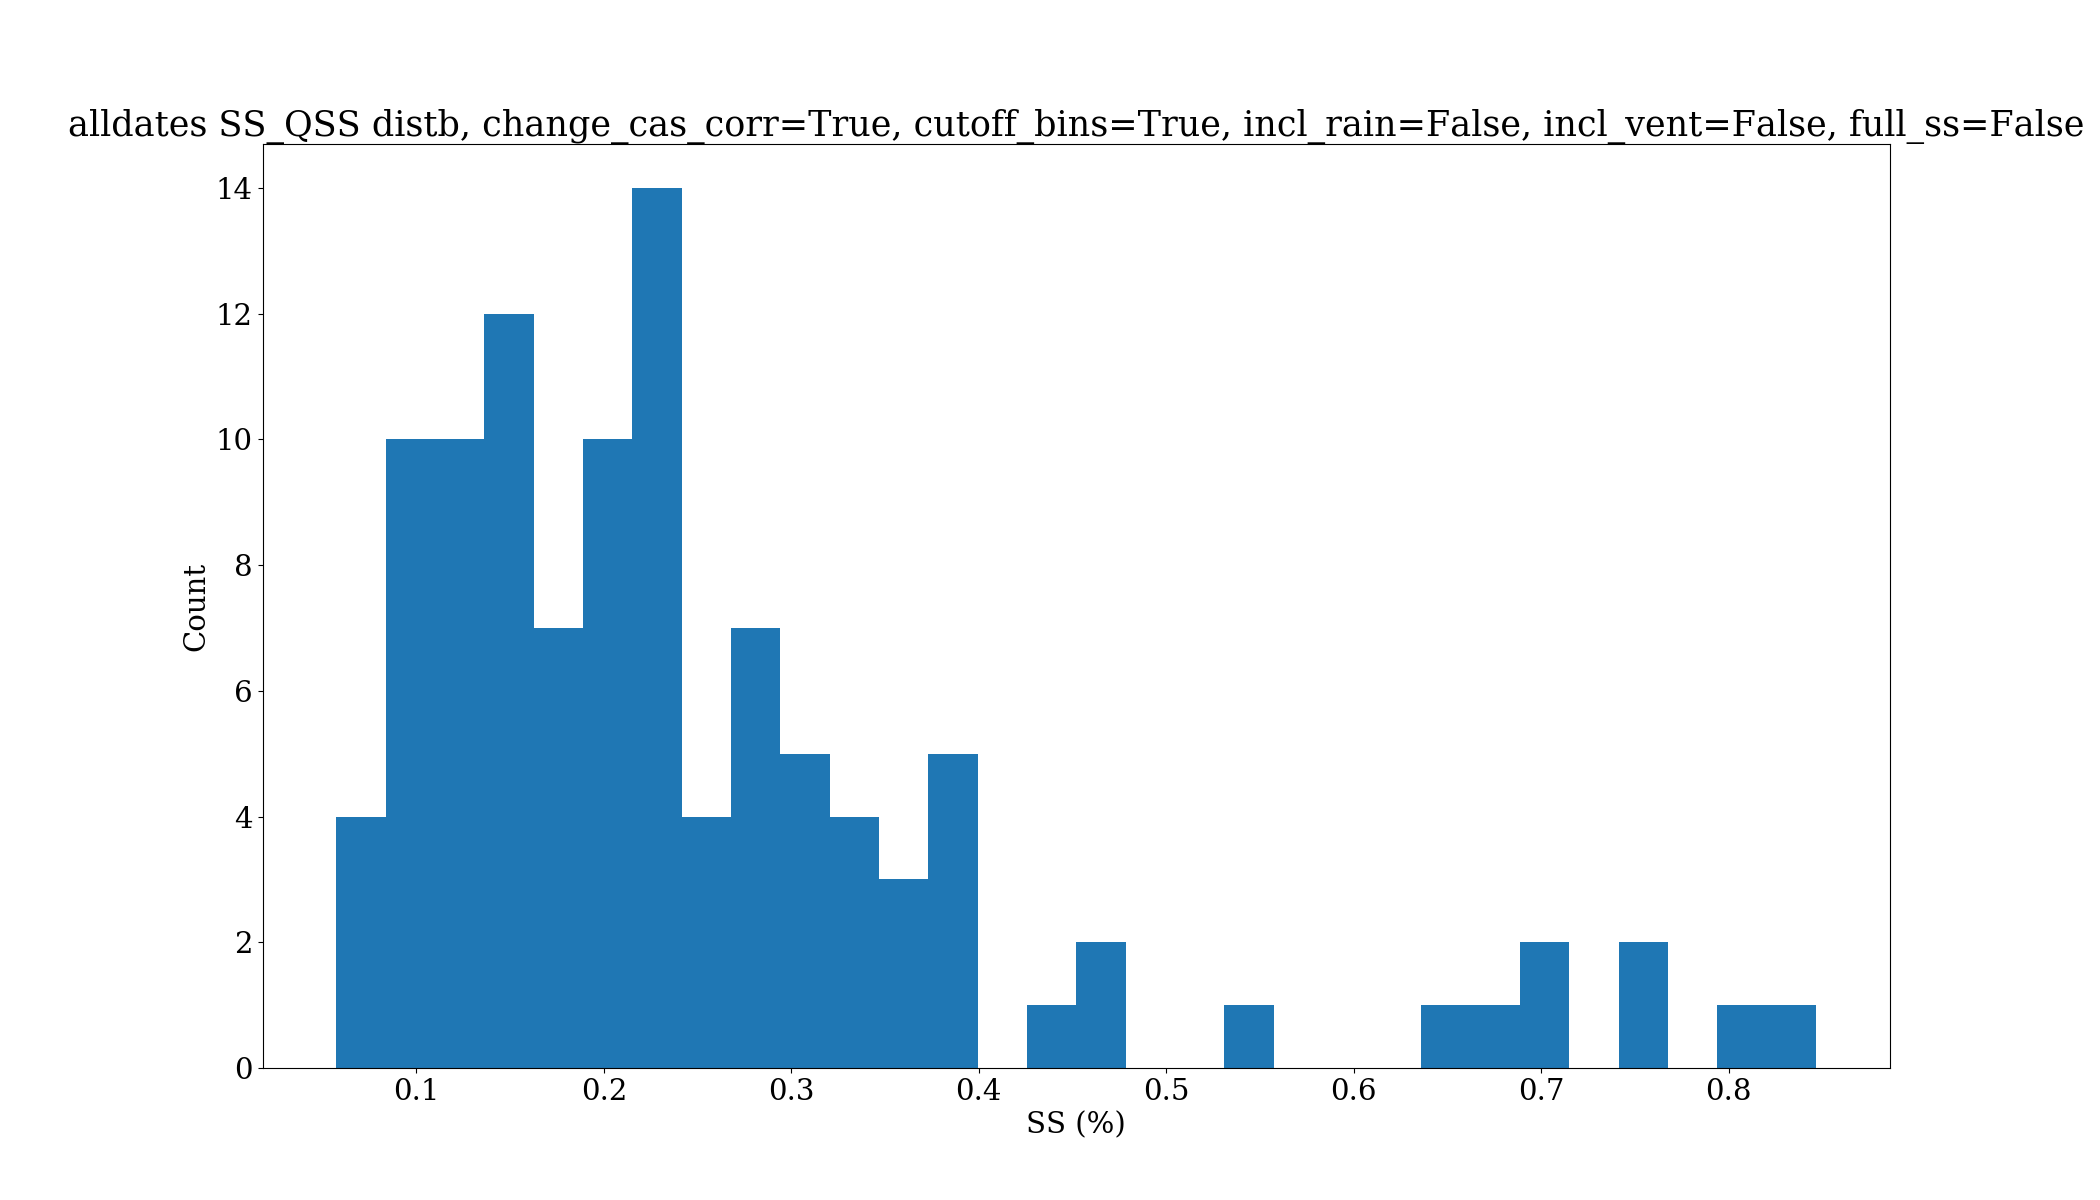 alldates SS_QSS distb, change_cas_corr=True, cutoff_bins=True, incl_rain=False, incl_vent=False, full_ss=False
14
12
10
8
6
4
2
0
Count
0.1 0.2 0.3 0.4 0.5 0.6 0.7 0.8
SS (%)